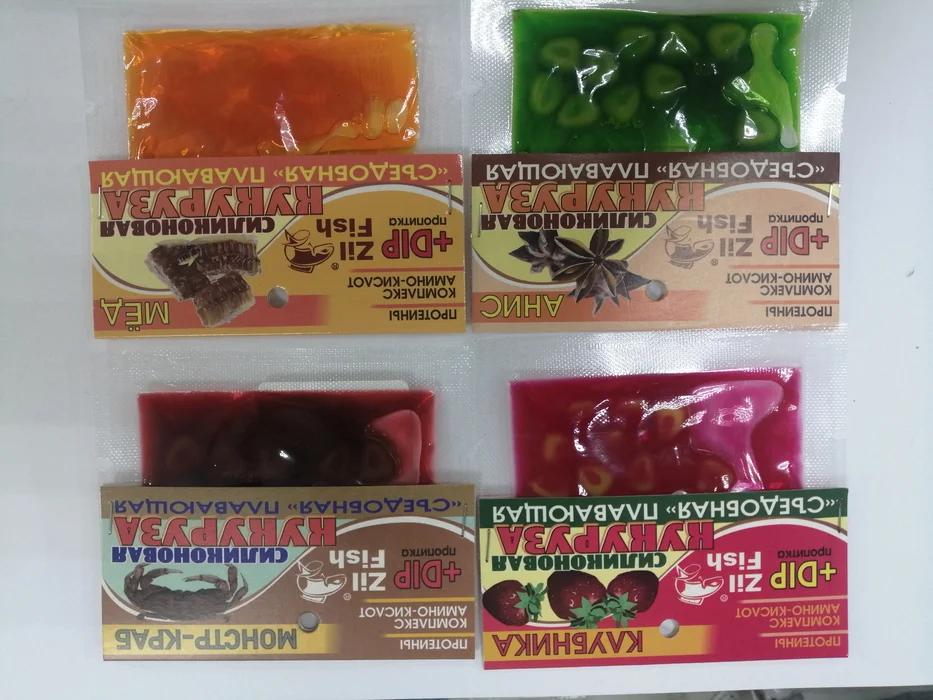 ПРОТЕИНЫ
КОМПЛЕКС
АМИНО-КИСЛОТ
КЛУБНИКА
+DIP
пропитка
Zil
Fish
®
СИЛИКОНОВАЯ
КУКУРУЗА
«СЪЕДОБНАЯ» ПЛАВАЮЩАЯ
ПРОТЕИНЫ
КОМПЛЕКС
АМИНО-КИСЛОТ
МОНСТР-КРАБ
+DIP
пропитка
Zil
Fish
®
СИЛИКОНОВАЯ
КУКУРУЗА
«СЪЕДОБНАЯ» ПЛАВАЮЩАЯ
ПРОТЕИНЫ
КОМПЛЕКС
АМИНО-КИСЛОТ
АНИС
+DIP
пропитка
Zil
Fish
®
СИЛИКОНОВАЯ
КУКУРУЗА
«СЪЕДОБНАЯ» ПЛАВАЮЩАЯ
ПРОТЕИНЫ
КОМПЛЕКС
АМИНО-КИСЛОТ
МЁД
+DIP
пропитка
Zil
Fish
®
СИЛИКОНОВАЯ
КУКУРУЗА
«СЪЕДОБНАЯ» ПЛАВАЮЩАЯ